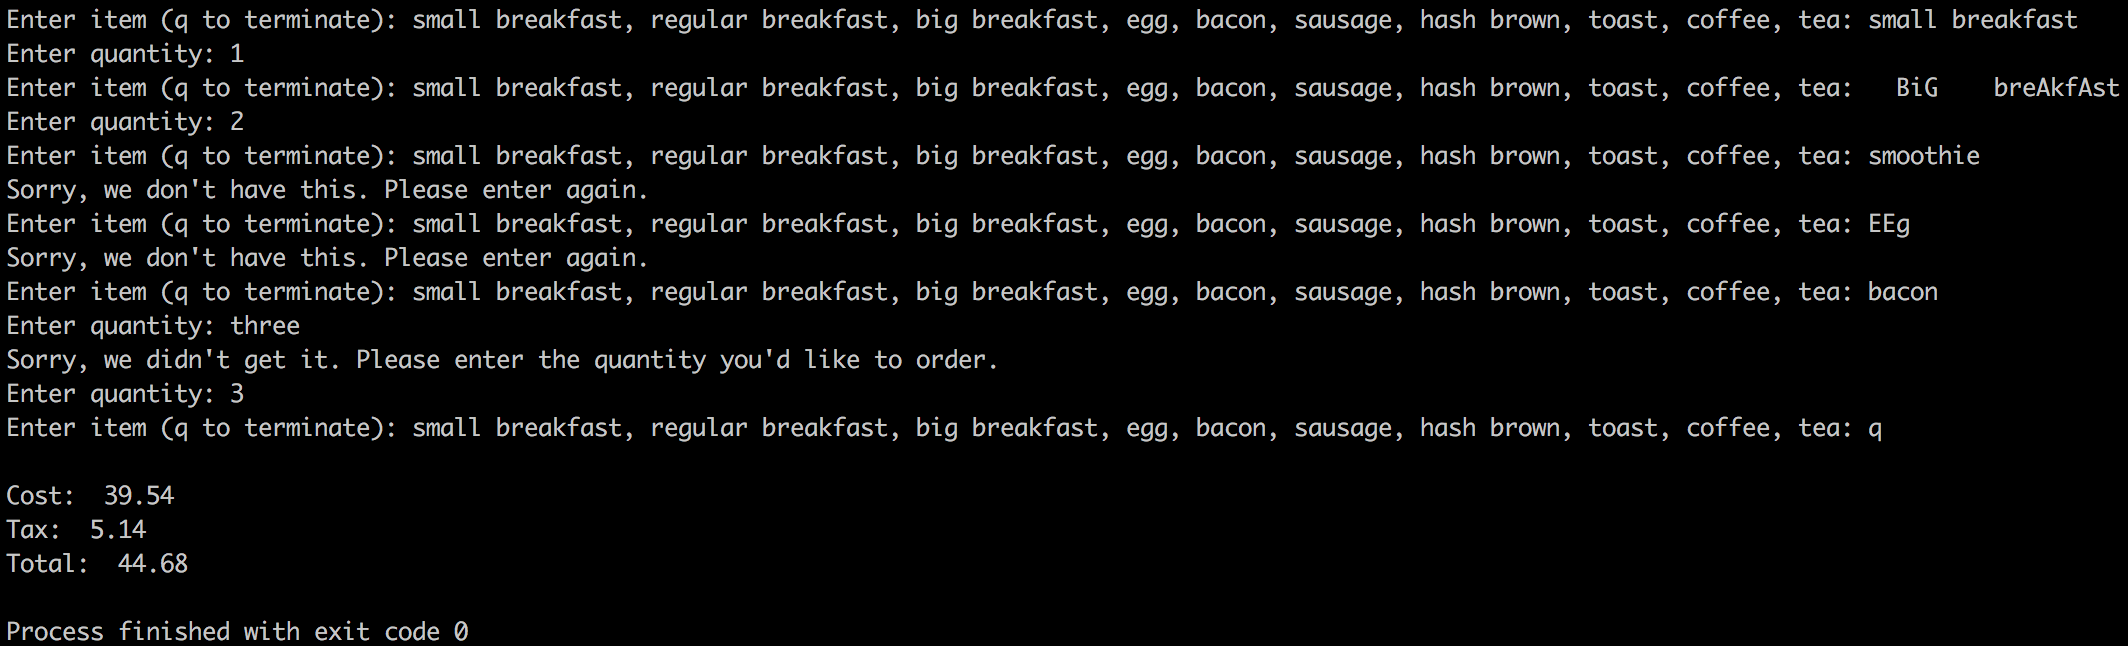 Enter item (q to terminate): small breakfast, regular breakfast, big breakfast, egg, bacon, sausage, hash brown, toast, coffee, tea: small breakfast
Enter quantity: 1
Enter item (q to terminate): small breakfast, regular breakfast, big breakfast, egg, bacon, sausage, hash brown, toast, coffee, tea:   BiG    breAkfAst
Enter quantity: 2
Enter item (q to terminate): small breakfast, regular breakfast, big breakfast, egg, bacon, sausage, hash brown, toast, coffee, tea: smoothie
Sorry, we don't have this. Please enter again.
Enter item (q to terminate): small breakfast, regular breakfast, big breakfast, egg, bacon, sausage, hash brown, toast, coffee, tea: EEg
Sorry, we don't have this. Please enter again.
Enter item (q to terminate): small breakfast, regular breakfast, big breakfast, egg, bacon, sausage, hash brown, toast, coffee, tea: bacon
Enter quantity: three
Sorry, we didn't get it. Please enter the quantity you'd like to order.
Enter quantity: 3
Enter item (q to terminate): small breakfast, regular breakfast, big breakfast, egg, bacon, sausage, hash brown, toast, coffee, tea: q

Cost:  39.54
Tax:  5.14
Total:  44.68

Process finished with exit code 0